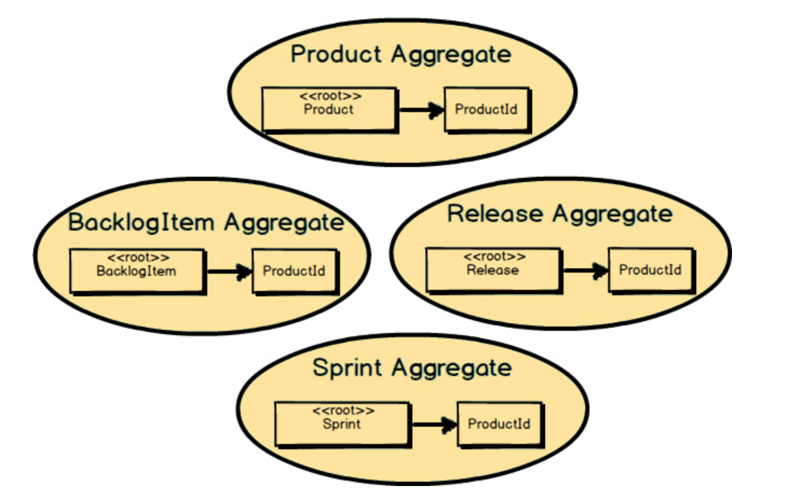 Product Aggregate
<<root>>
Product
ProductId
BacklogItem Aggregate
<<root>>
BacklogItem
ProductId
Release Aggregate
<<root>>
Release
ProductId
Sprint Aggregate
<<root>>
Sprint
ProductId